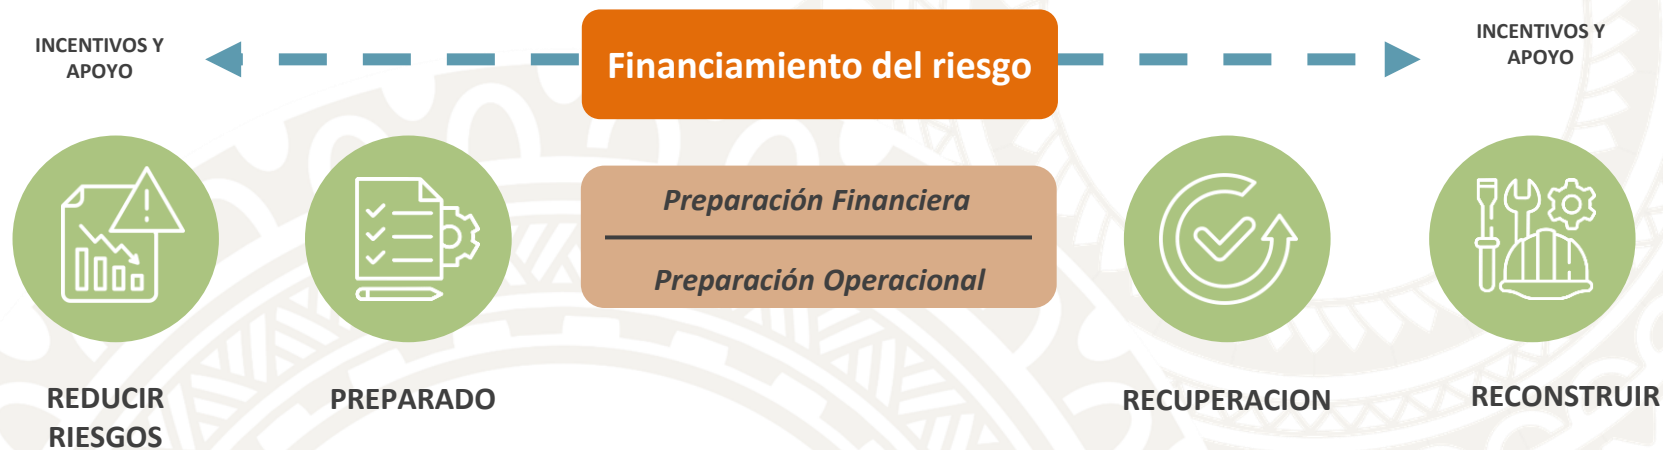 INCENTIVOS Y
APOYO
Financiamiento del riesgo
INCENTIVOS Y
APOYO
Preparación Financiera
Preparación Operacional
REDUCIR
RIESGOS
PREPARADO
RECUPERACION
RECONSTRUIR